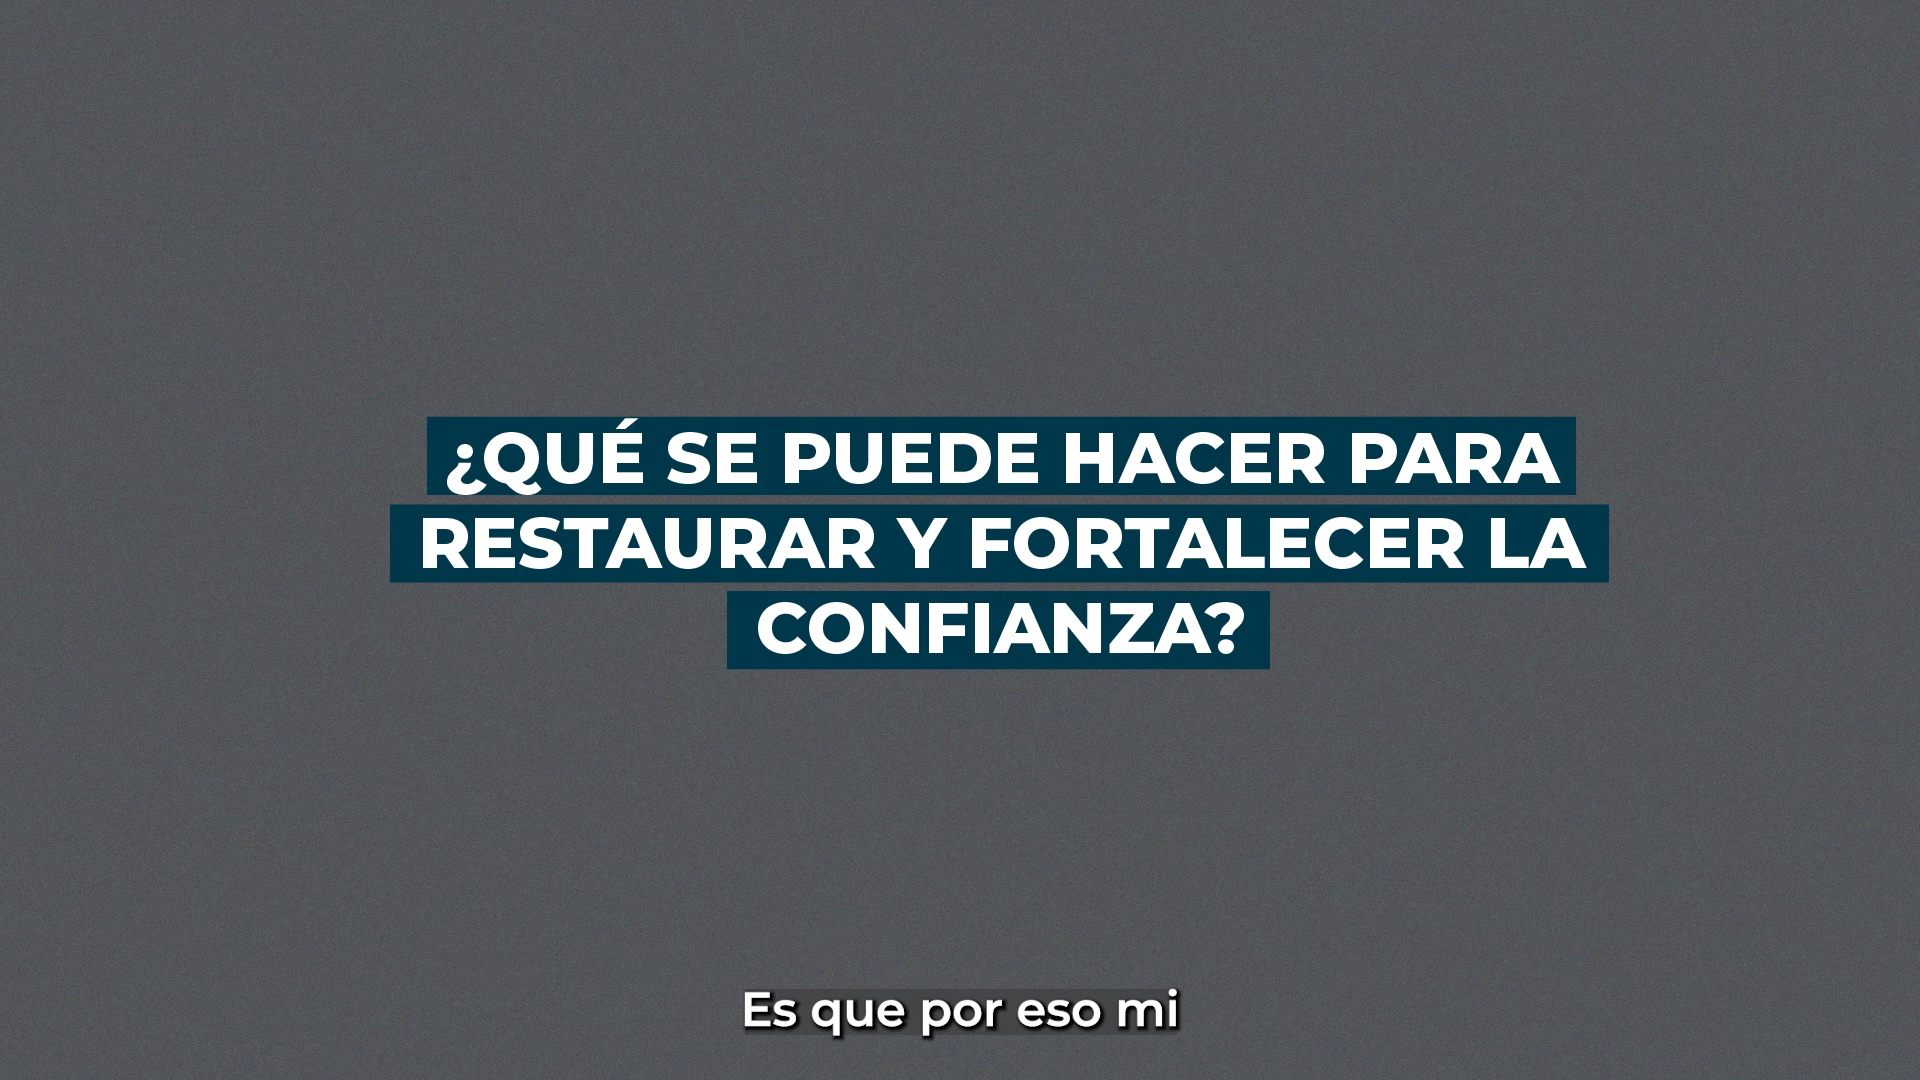 ¿QUÉ SE PUEDE HACER PARA
RESTAURAR Y FORTALECER LA
CONFIANZA?
Es que por eso mi